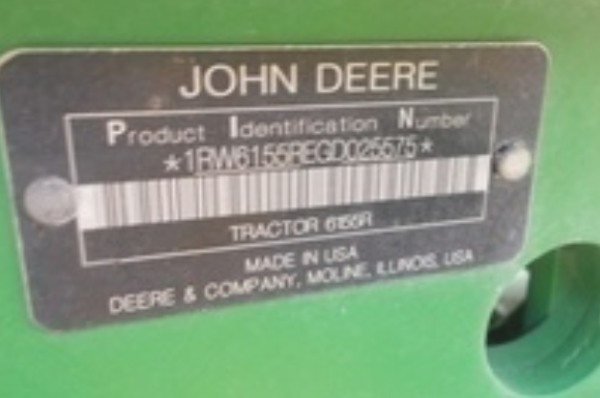 JOHN DEERE
Product Identification Number
*1RW6155REGD025575*
TRACTOR 6155R
MADE IN USA
DEERE & COMPANY, MOLINE, ILLINOIS, USA